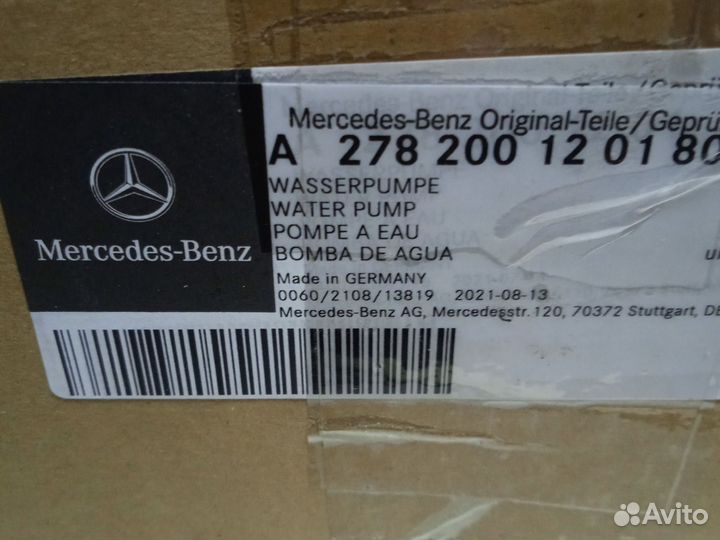 Mercedes-Benz
Mercedes-Benz Original-Teile/Geprü
A 278 200 12 01 80
WASSERPUMPE
WATER PUMP
POMPE A EAU
BOMBA DE AGUA
Made in GERMANY
0060/2108/13819 2021-08-13
Mercedes-Benz AG, Mercedesstr.120, 70372 Stuttgart, DE
Avito